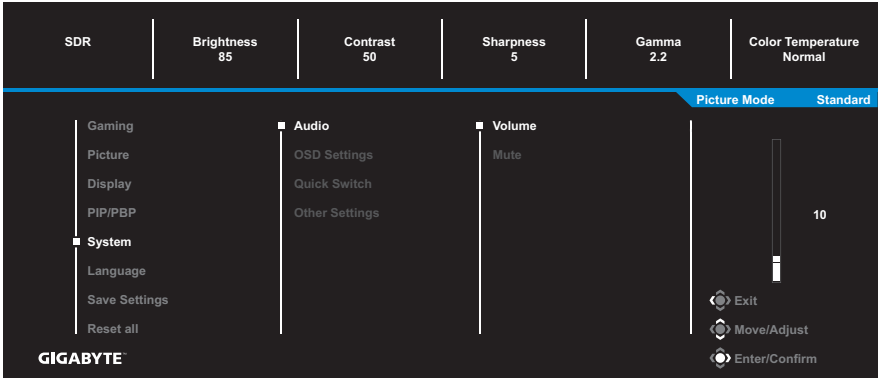 SDR
Brightness
85
Contrast
50
Sharpness
5
Gamma
2.2
Color Temperature
Normal
Picture Mode Standard
Gaming
Picture
Display
PIP/PBP
System
Language
Save Settings
Reset all
Audio
OSD Settings
Quick Switch
Other Settings
Volume
Mute
10
Exit
Move/Adjust
Enter/Confirm
GIGABYTE™